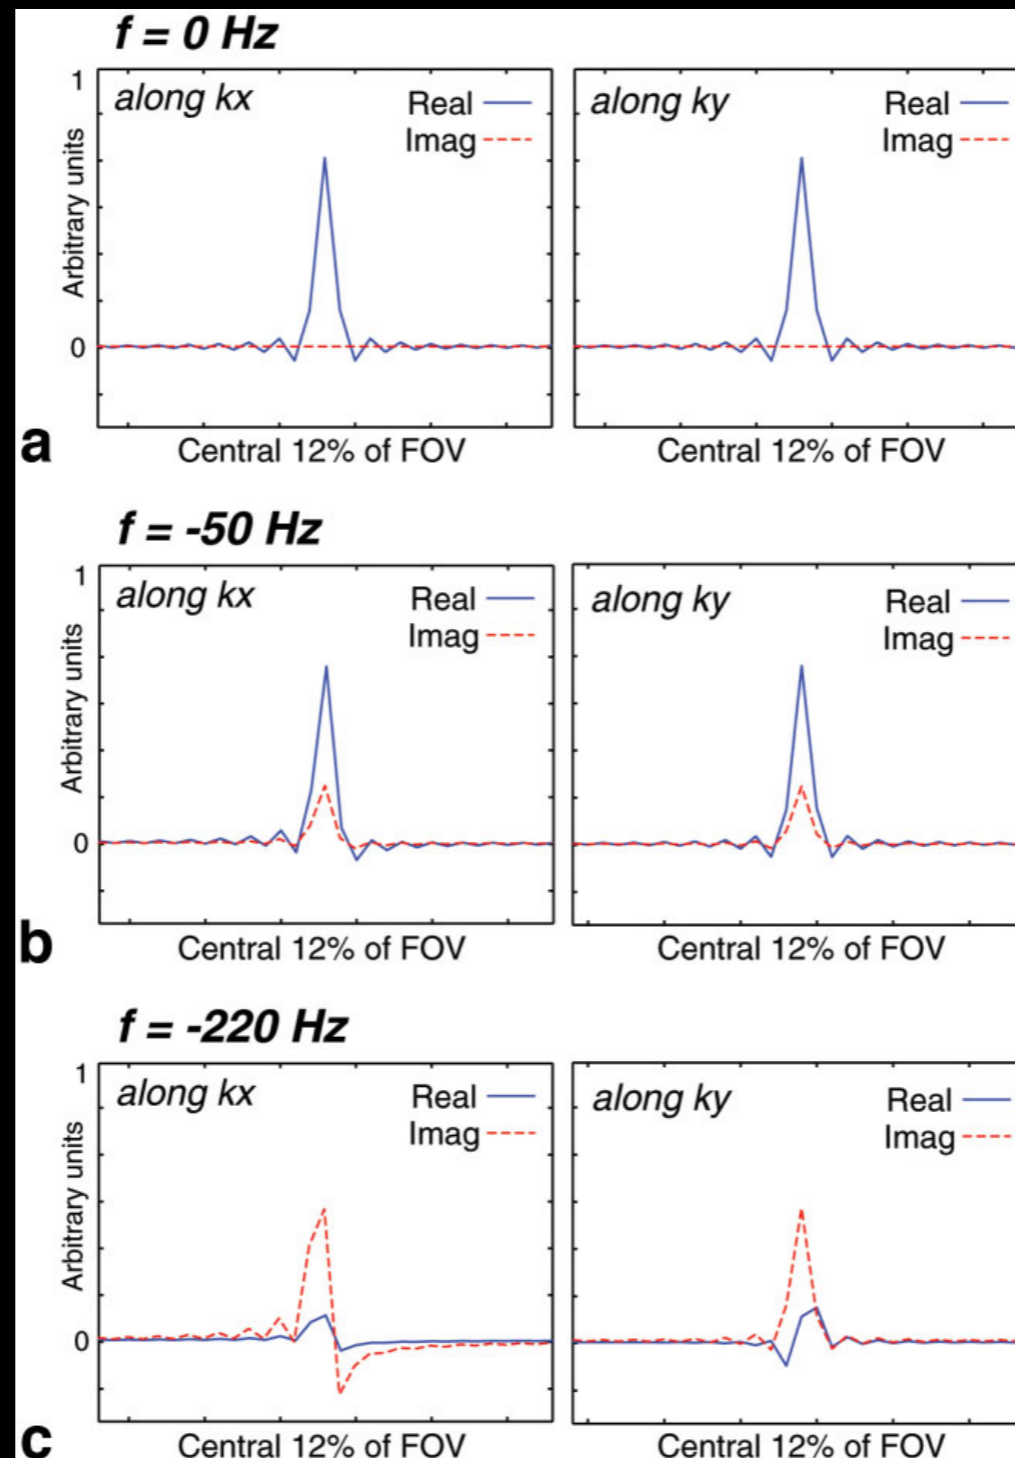 f = 0 Hz
1
along kx
Real
Imag
Arbitrary units
0
Central 12% of FOV
along ky
Real
Imag
Central 12% of FOV
a
f = -50 Hz
1
along kx
Real
Imag
Arbitrary units
0
Central 12% of FOV
along ky
Real
Imag
Central 12% of FOV
b
f = -220 Hz
1
along kx
Real
Imag
Arbitrary units
0
Central 12% of FOV
along ky
Real
Imag
Central 12% of FOV
c